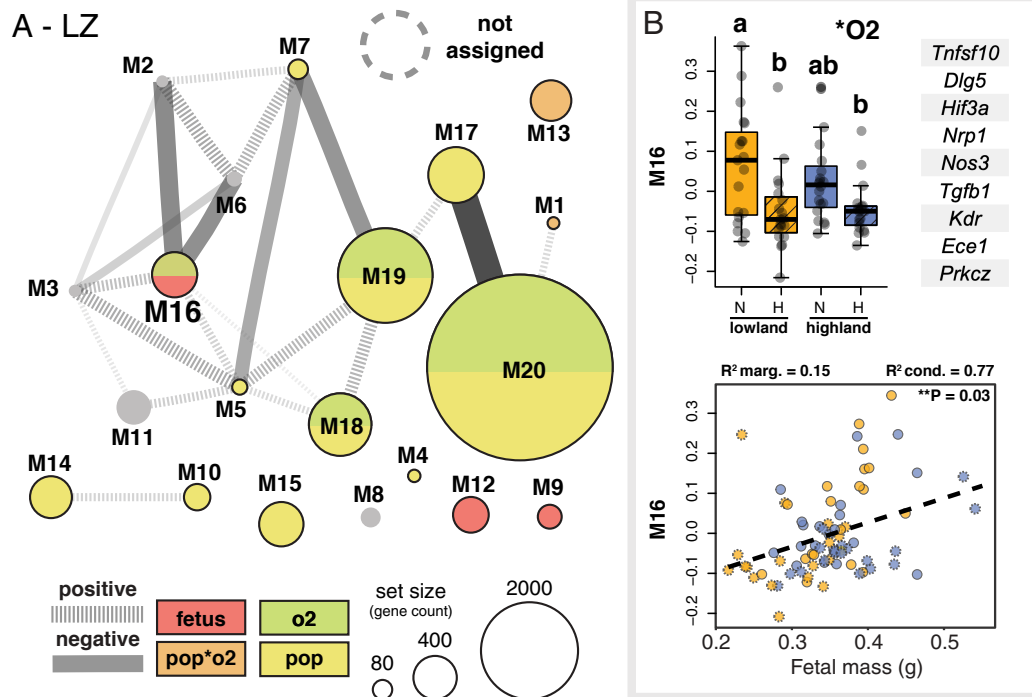 A - LZ
not
assigned
M2
M7
M13
M17
M6
M1
M3
M16
M19
M20
M5
M11
M18
M14
M10
M15
M8
M4
M12
M9
positive
negative
fetus
o2
pop*o2
pop
set size
(gene count)
80
400
2000
B
a
b
ab
b
*O2
M16
0.3
0.2
0.1
0.0
−0.1
−0.2
N
H
N
H
lowland
highland
Tnfsf10
Dlg5
Hif3a
Nrp1
Nos3
Tgfb1
Kdr
Ece1
Prkcz
R² marg. = 0.15
R² cond. = 0.77
**P = 0.03
M16
0.3
0.2
0.1
0.0
−0.1
−0.2
0.2
0.3
0.4
0.5
Fetal mass (g)